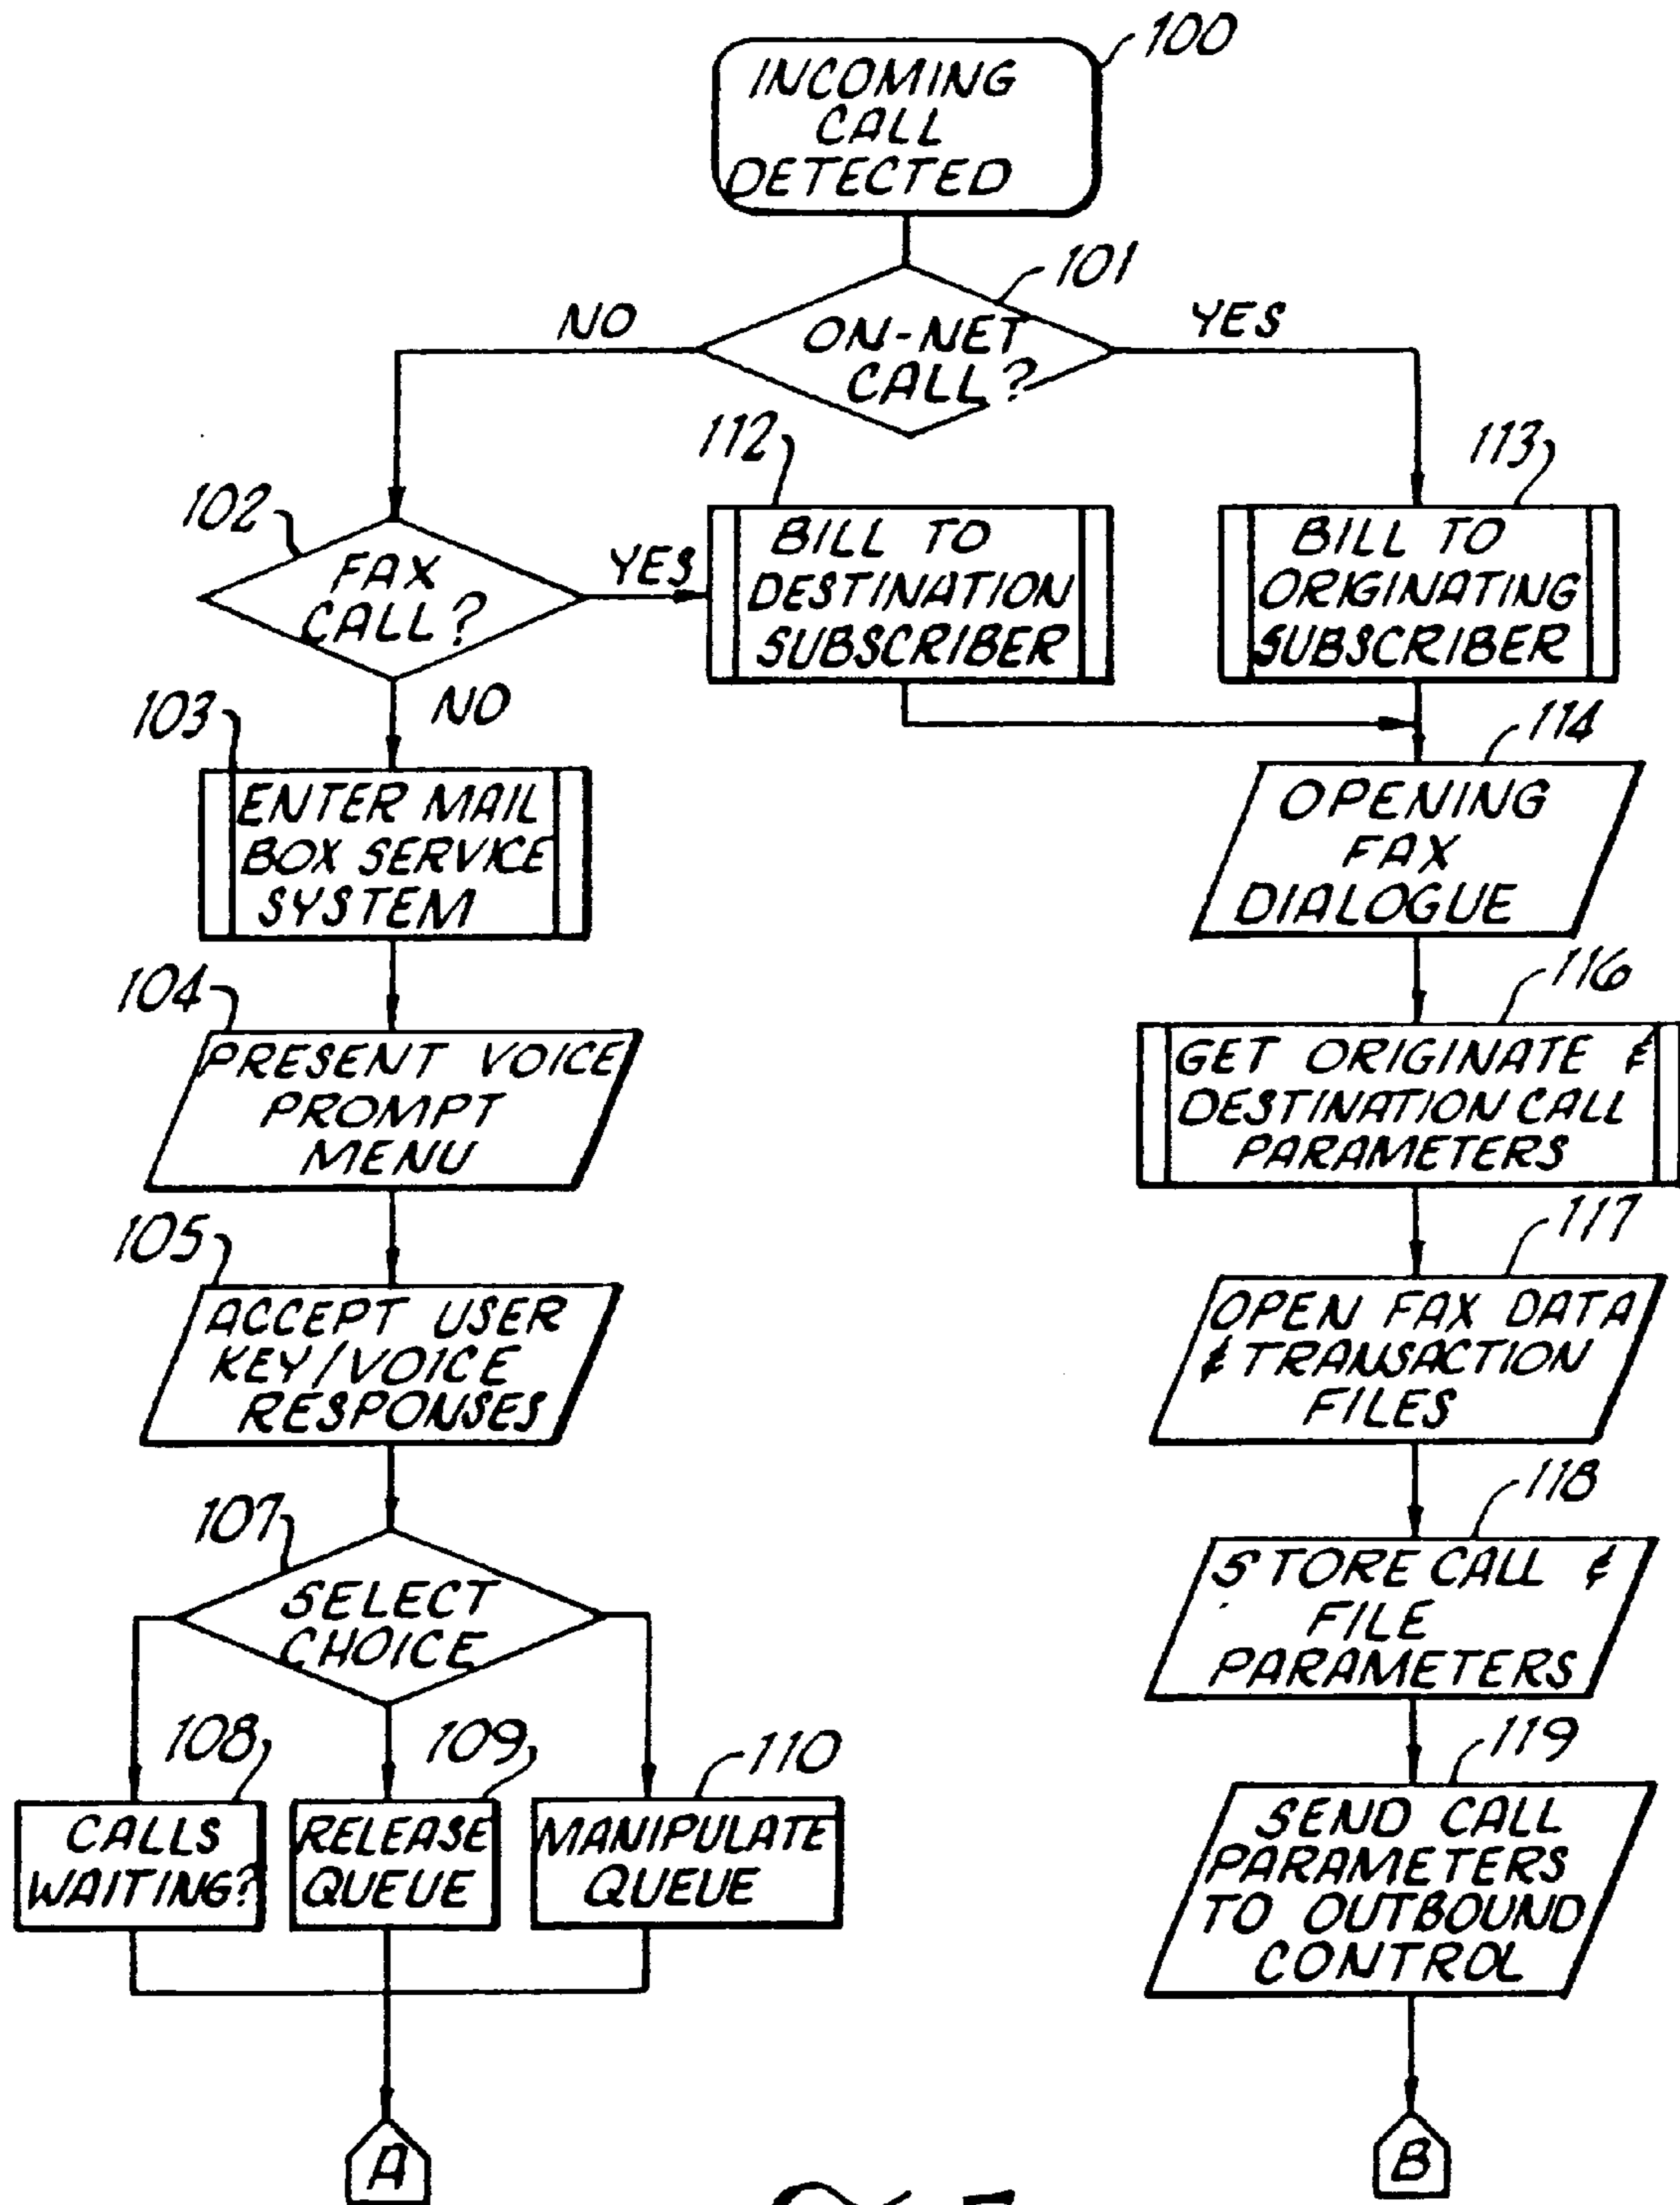 100
INCOMING
CALL
DETECTED
101
NO
ON-NET
CALL?
YES
112
113
102
FAX
CALL?
YES
BILL TO
DESTINATION
SUBSCRIBER
BILL TO
ORIGINATING
SUBSCRIBER
103
NO
114
ENTER MAIL
BOX SERVICE
SYSTEM
OPENING
FAX
DIALOGUE
104
116
PRESENT VOICE
PROMPT
MENU
GET ORIGINATE &
DESTINATION CALL
PARAMETERS
105
117
ACCEPT USER
KEY/VOICE
RESPONSES
OPEN FAX DATA
& TRANSACTION
FILES
107
118
SELECT
CHOICE
STORE CALL &
FILE
PARAMETERS
108
109
110
119
CALLS
WAITING?
RELEASE
QUEUE
MANIPULATE
QUEUE
SEND CALL
PARAMETERS
TO OUTBOUND
CONTROL
A
B